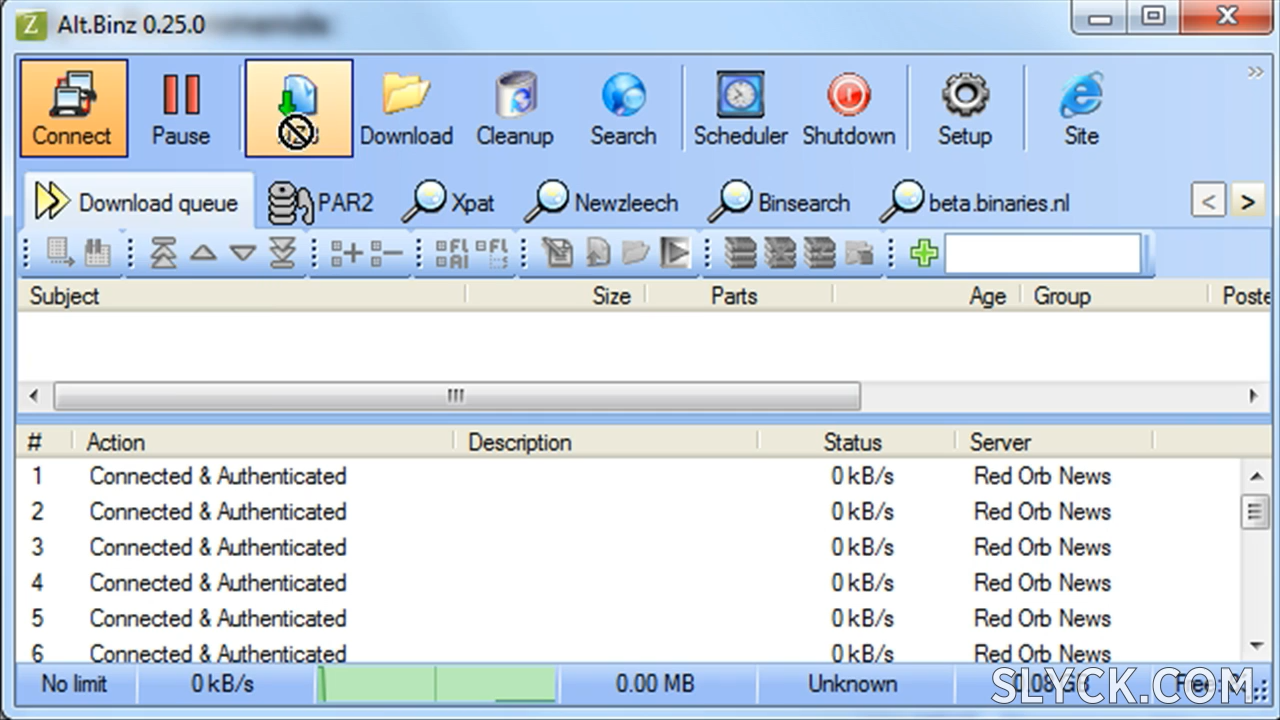 Z Alt.Binz 0.25.0
Connect Pause Download Cleanup Search Scheduler Shutdown Setup Site
Download queue PAR2 Xpat Newzleech Binsearch beta.binaries.nl < >
Subject Size Parts Age Group Poste
# Action Description Status Server
1 Connected & Authenticated 0 kB/s Red Orb News
2 Connected & Authenticated 0 kB/s Red Orb News
3 Connected & Authenticated 0 kB/s Red Orb News
4 Connected & Authenticated 0 kB/s Red Orb News
5 Connected & Authenticated 0 kB/s Red Orb News
6 Connected & Authenticated 0 kB/s Red Orb News
No limit 0 kB/s 0.00 MB Unknown
SLYCK.COM